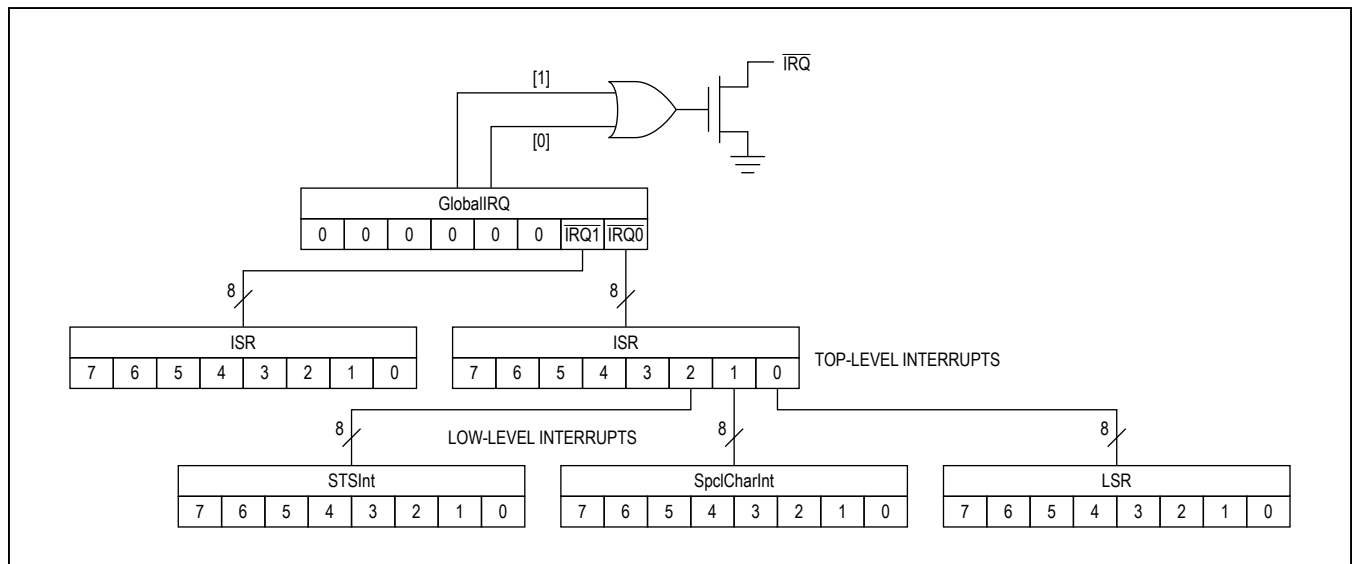 IRQ
[1]
[0]
GlobalIRQ
0 0 0 0 0 0 IRQ1 IRQ0
8 8
ISR ISR
TOP-LEVEL INTERRUPTS
7 6 5 4 3 2 1 0 7 6 5 4 3 2 1 0
8 LOW-LEVEL INTERRUPTS 8 8
STSInt SpclCharInt LSR
7 6 5 4 3 2 1 0 7 6 5 4 3 2 1 0 7 6 5 4 3 2 1 0